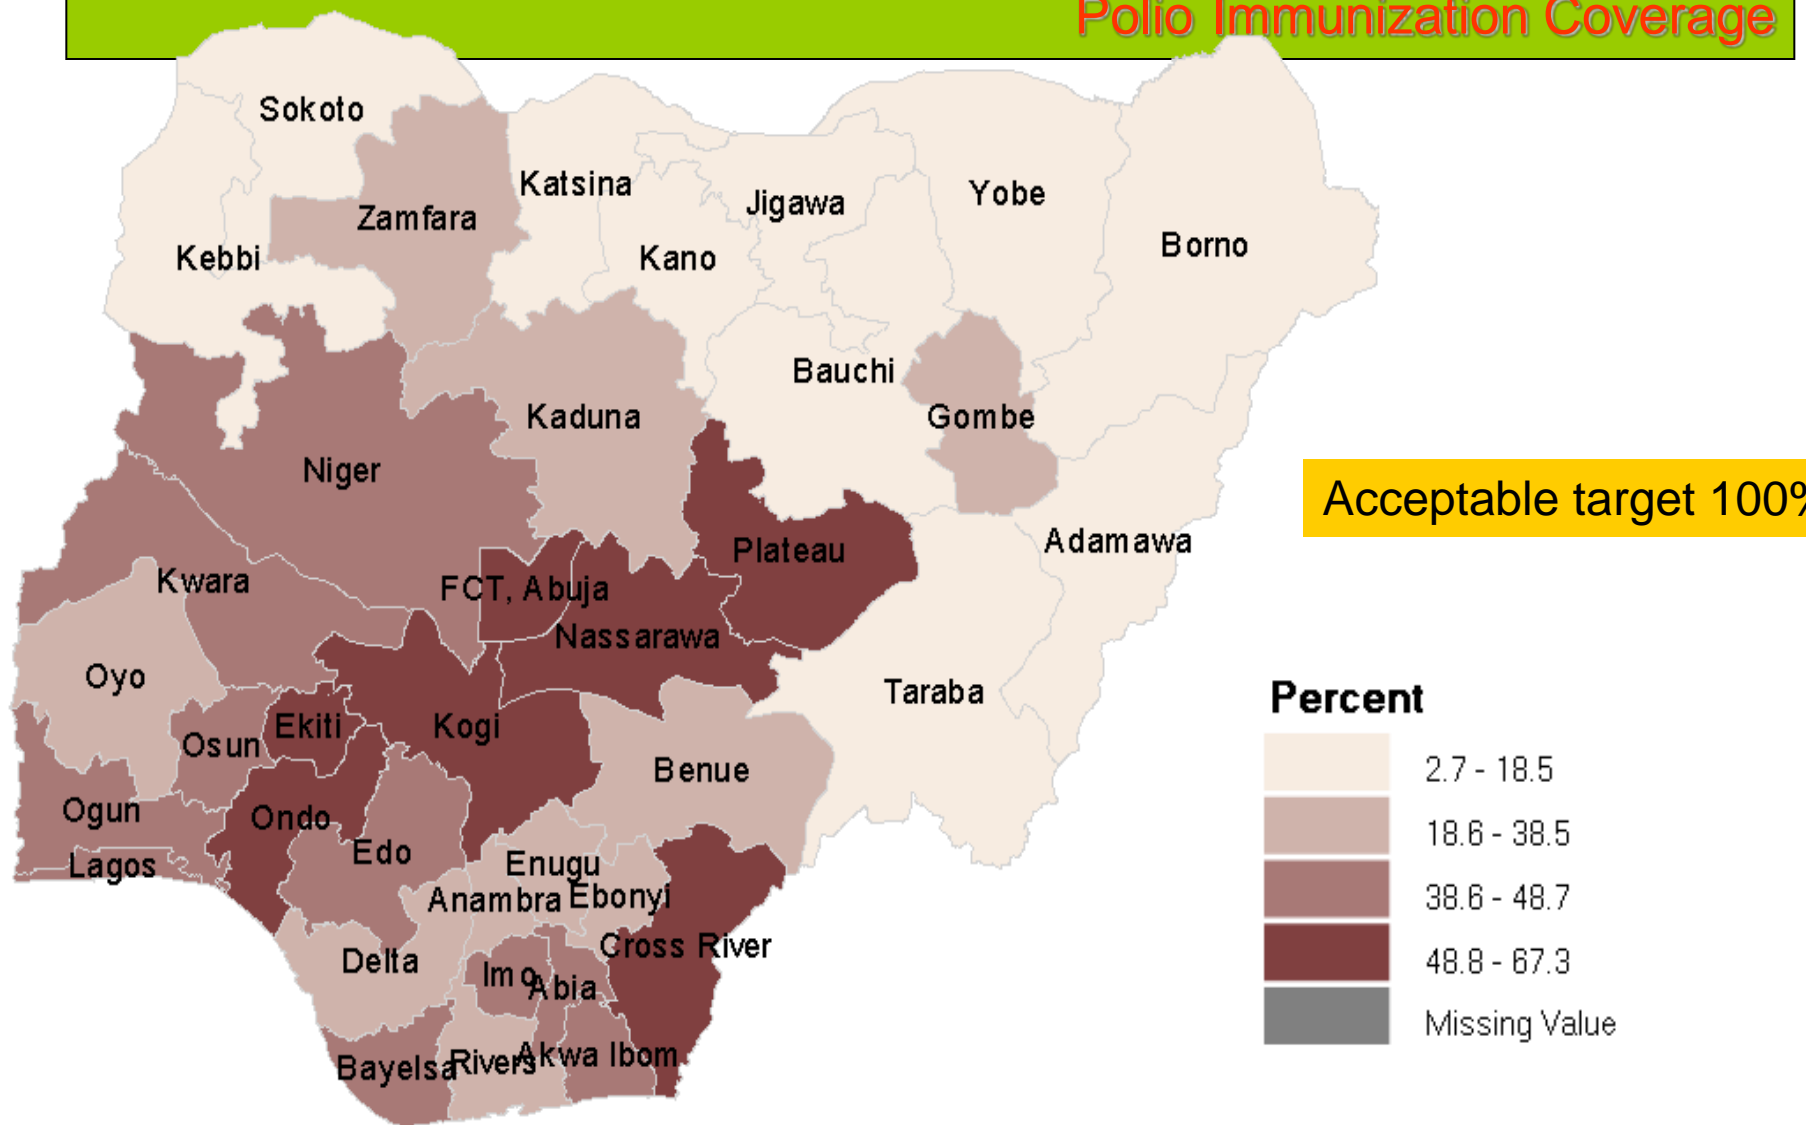 Polio Immunization Coverage
Sokoto
Katsina
Zamfara
Jigawa
Yobe
Kebbi
Kano
Borno
Bauchi
Kaduna
Gombe
Niger
Acceptable target 100%
Plateau
Adamawa
Kwara
FCT, Abuja
Nassarawa
Oyo
Taraba
Ekiti
Kogi
Osun
Benue
Ogun
Ondo
Lagos
Edo
Enugu
Anambra
Ebonyi
Cross River
Delta
Imo
Abia
Bayelsa
Rivers
Akwa Ibom
Percent
2.7 - 18.5
18.6 - 38.5
38.6 - 48.7
48.8 - 67.3
Missing Value